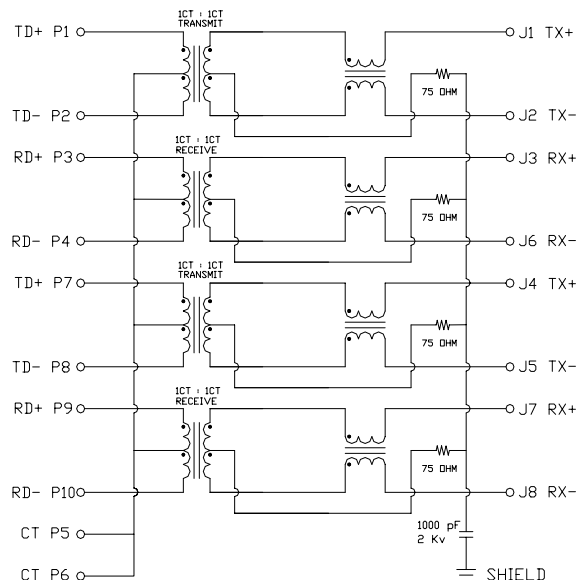 1CT : 1CT
TRANSMIT
TD+ P1
J1 TX+
75 OHM
TD- P2
J2 TX-
1CT : 1CT
RECEIVE
RD+ P3
J3 RX+
75 OHM
RD- P4
J6 RX-
1CT : 1CT
TRANSMIT
TD+ P7
J4 TX+
75 OHM
TD- P8
J5 TX-
1CT : 1CT
RECEIVE
RD+ P9
J7 RX+
75 OHM
RD- P10
J8 RX-
CT P5
1000 pF
2 Kv
CT P6
SHIELD